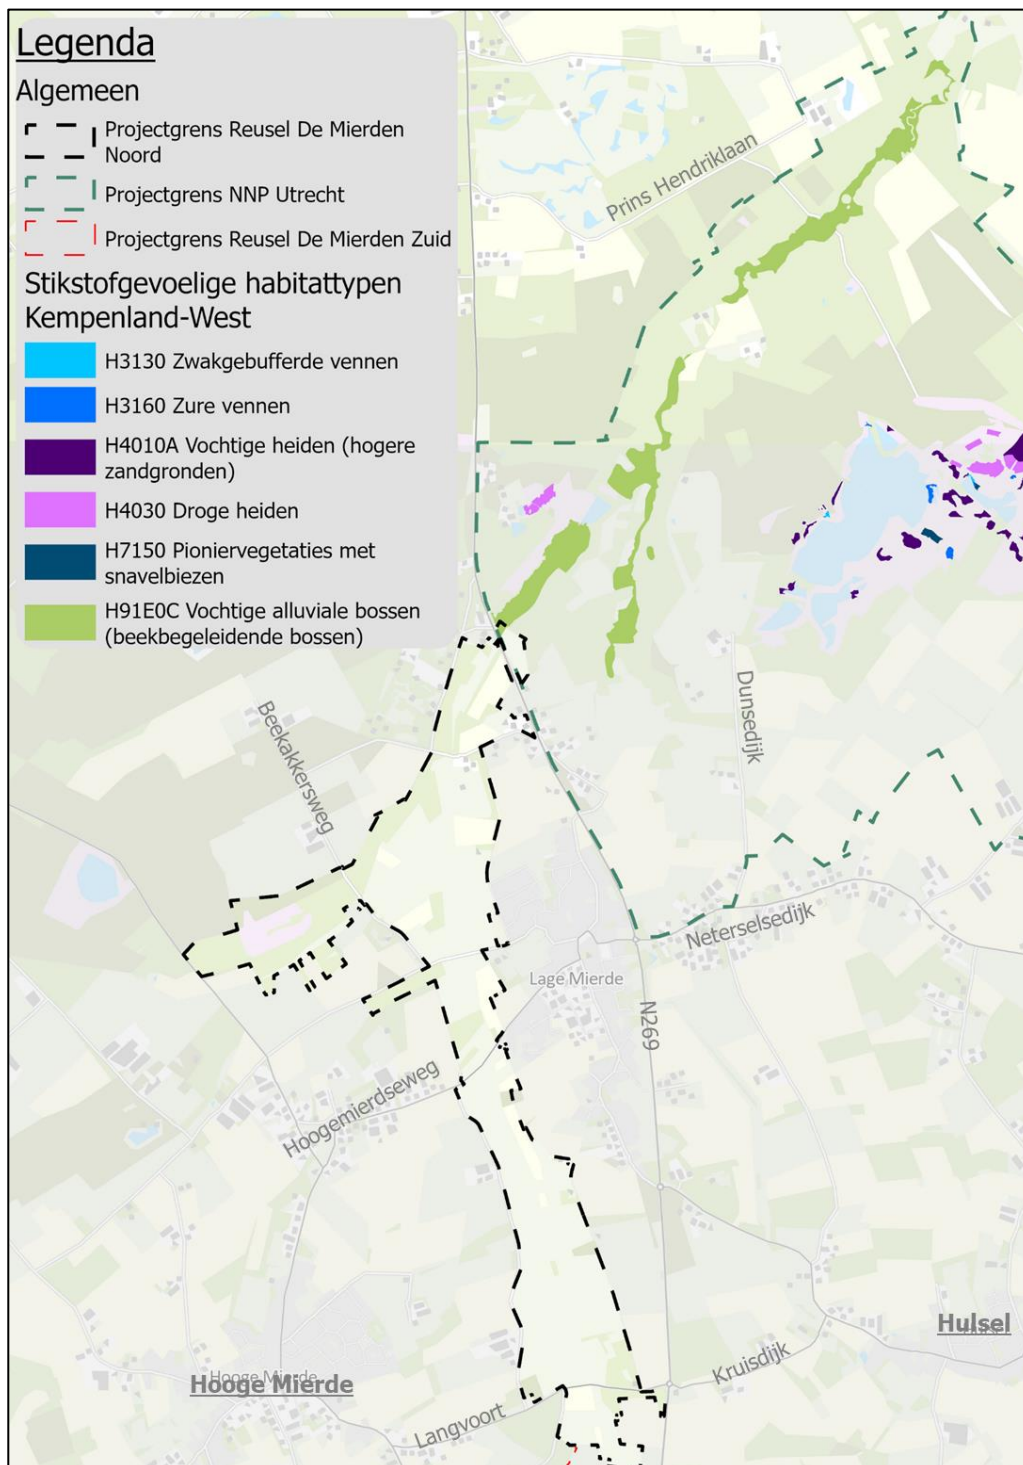 Legenda
Algemeen
Projectgrens Reusel De Mierden
Noord
Projectgrens NNP Utrecht
Projectgrens Reusel De Mierden Zuid
Stikstofgevoelige habitattypen
Kempenland-West
H3130 Zwakgebufferde vennen
H3160 Zure vennen
H4010A Vochtige heiden (hogere
zandgronden)
H4030 Droge heiden
H7150 Pioniervegetaties met
snavelbiezen
H91E0C Vochtige alluviale bossen
(beekbegeleidende bossen)
Prins Hendriklaan
Beekakkersweg
Dunsedijk
Neterselsedijk
Lage Mierde
N269
Hoogemierdseweg
Hulsel
Kruisdijk
Hooge Mierde
Hooge Mierde
Langvoort